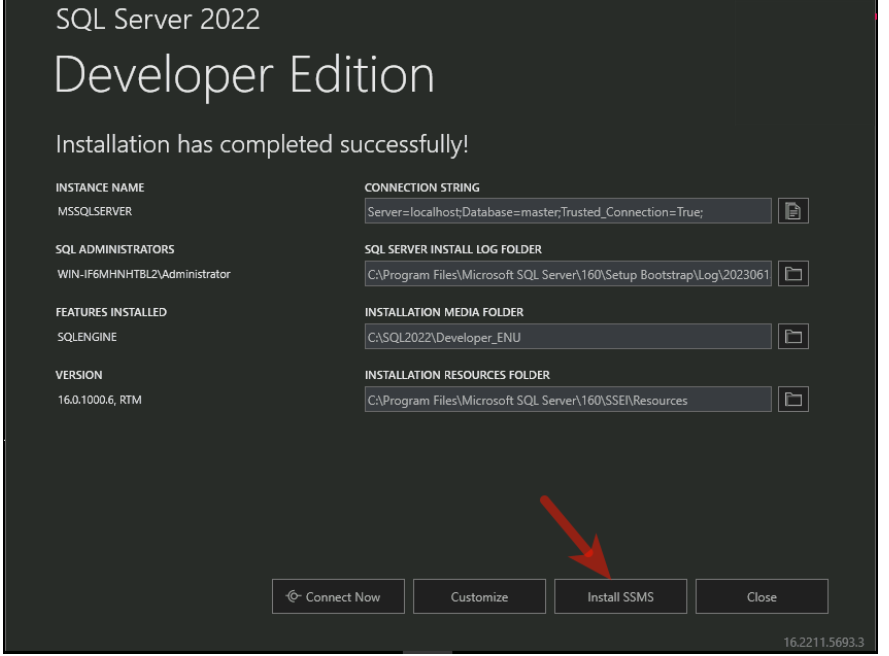 SQL Server 2022
Developer Edition
Installation has completed successfully!
INSTANCE NAME
MSSQLSERVER
CONNECTION STRING
Server=localhost;Database=master;Trusted_Connection=True;
SQL ADMINISTRATORS
WIN-IF6MHNHTBL2\Administrator
SQL SERVER INSTALL LOG FOLDER
C:\Program Files\Microsoft SQL Server\160\Setup Bootstrap\Log\2023061
FEATURES INSTALLED
SQLENGINE
INSTALLATION MEDIA FOLDER
C:\SQL2022\Developer_ENU
VERSION
16.0.1000.6, RTM
INSTALLATION RESOURCES FOLDER
C:\Program Files\Microsoft SQL Server\160\SSEI\Resources
Connect Now
Customize
Install SSMS
Close
16.2211.5693.3